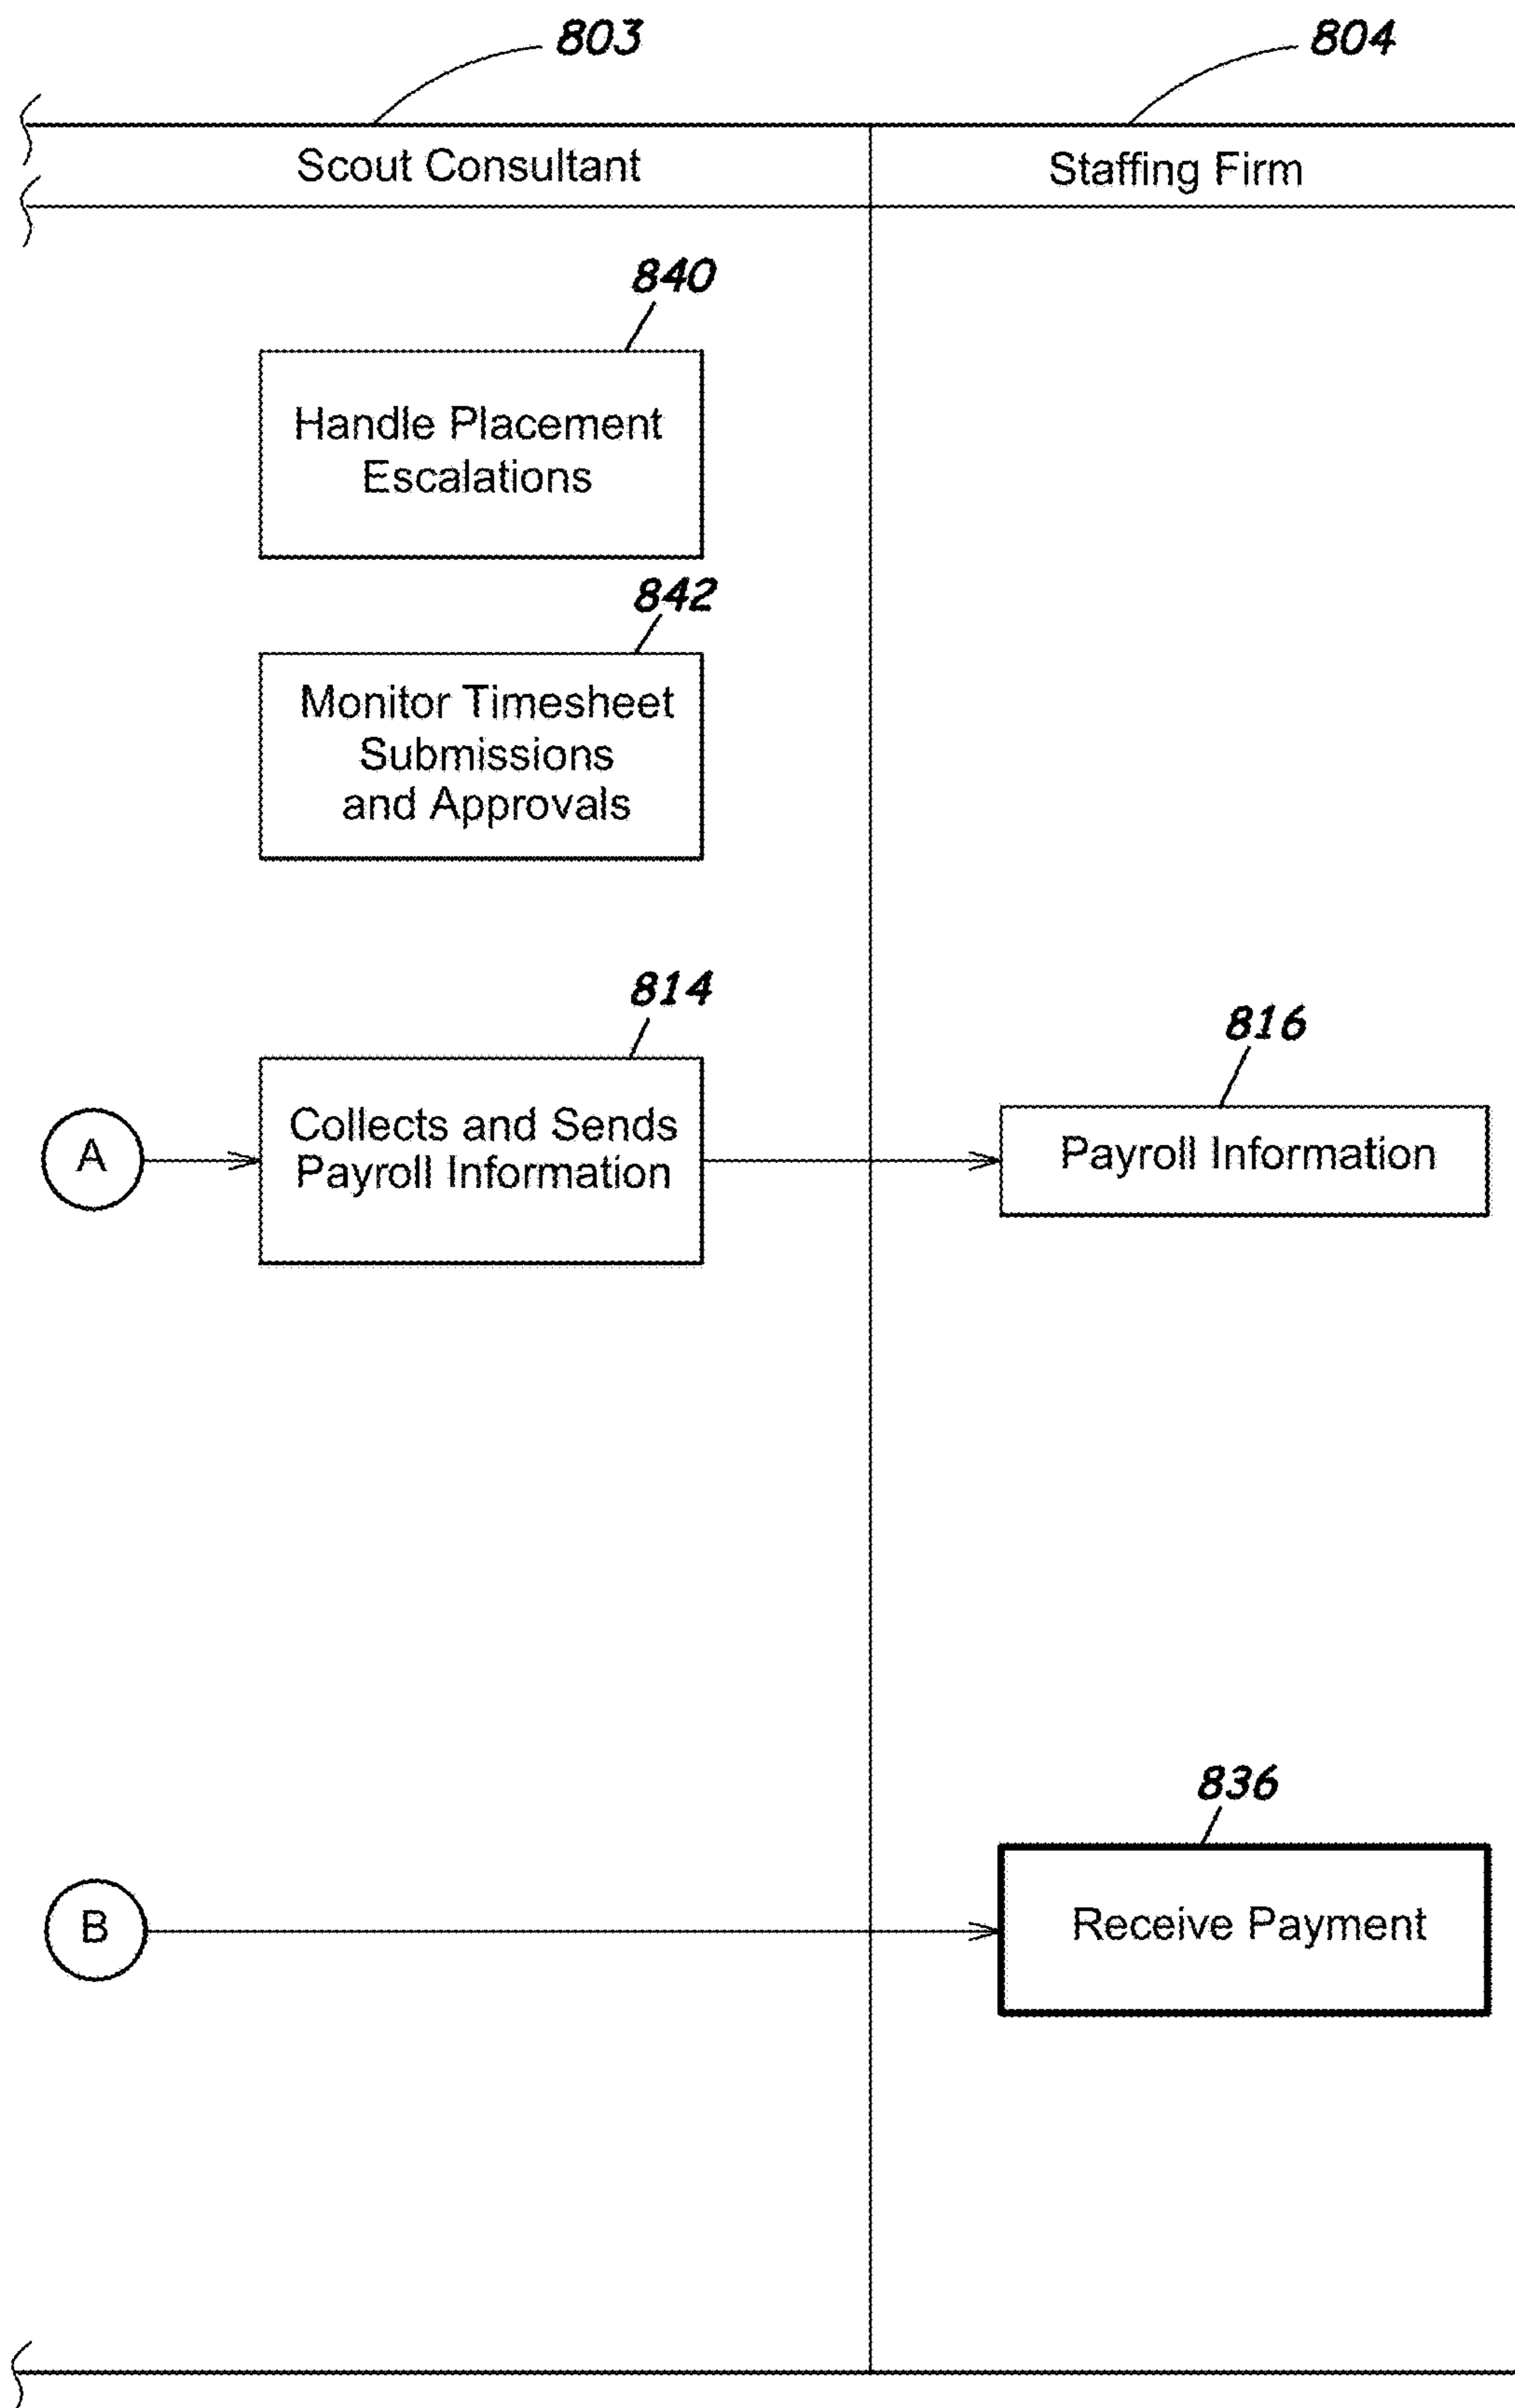 803
804
Scout Consultant
Staffing Firm
840
Handle Placement
Escalations
842
Monitor Timesheet
Submissions
and Approvals
814
816
A
Collects and Sends
Payroll Information
Payroll Information
836
B
Receive Payment